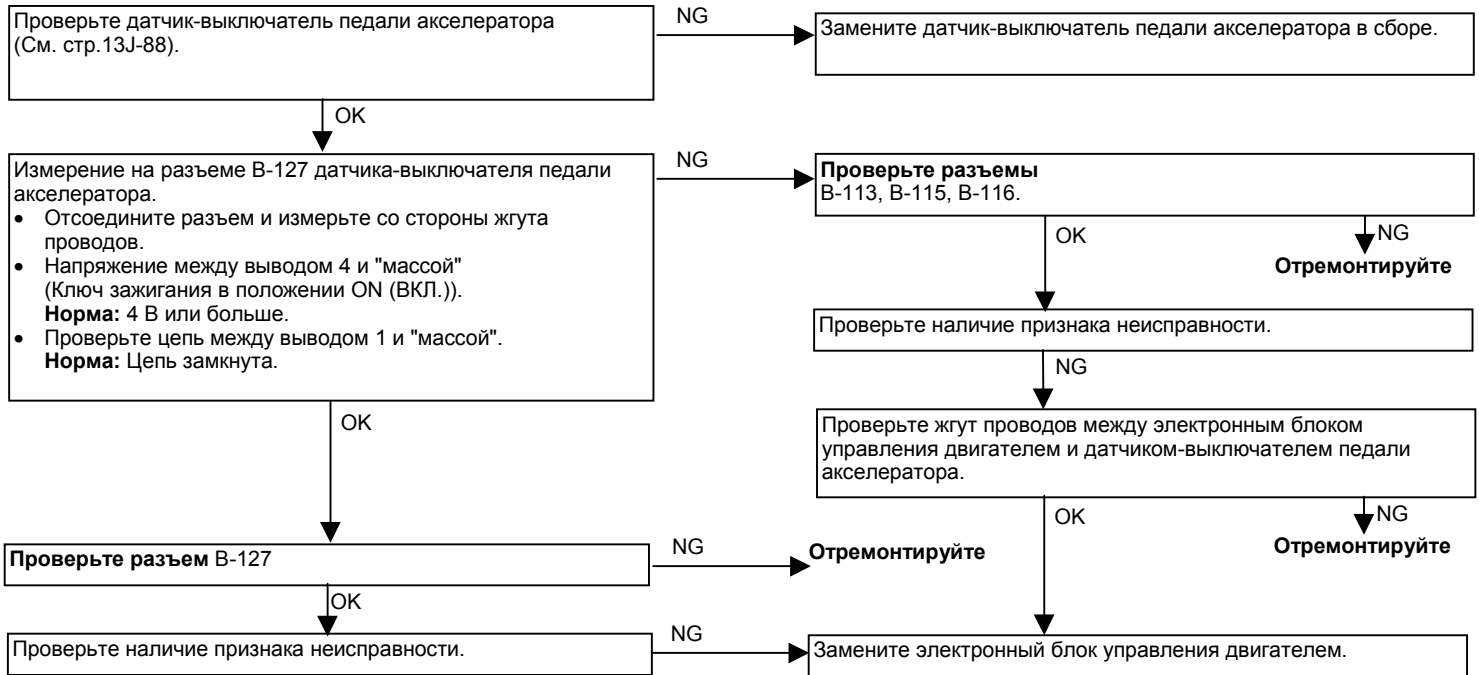 Проверьте датчик-выключатель педали акселератора
(См. стр.13J-88).
NG
Замените датчик-выключатель педали акселератора в сборе.
OK
Измерение на разъеме B-127 датчика-выключателя педали
акселератора.
• Отсоедините разъем и измерьте со стороны жгута
проводов.
• Напряжение между выводом 4 и "массой"
(Ключ зажигания в положении ON (ВКЛ.)).
Норма: 4 В или больше.
• Проверьте цепь между выводом 1 и "массой".
Норма: Цепь замкнута.
NG
Проверьте разъемы
B-113, B-115, B-116.
OK
NG
Отремонтируйте
Проверьте наличие признака неисправности.
NG
Проверьте жгут проводов между электронным блоком
управления двигателем и датчиком-выключателем педали
акселератора.
OK
NG
Отремонтируйте
OK
Проверьте разъем B-127
NG
Отремонтируйте
OK
Проверьте наличие признака неисправности.
NG
Замените электронный блок управления двигателем.